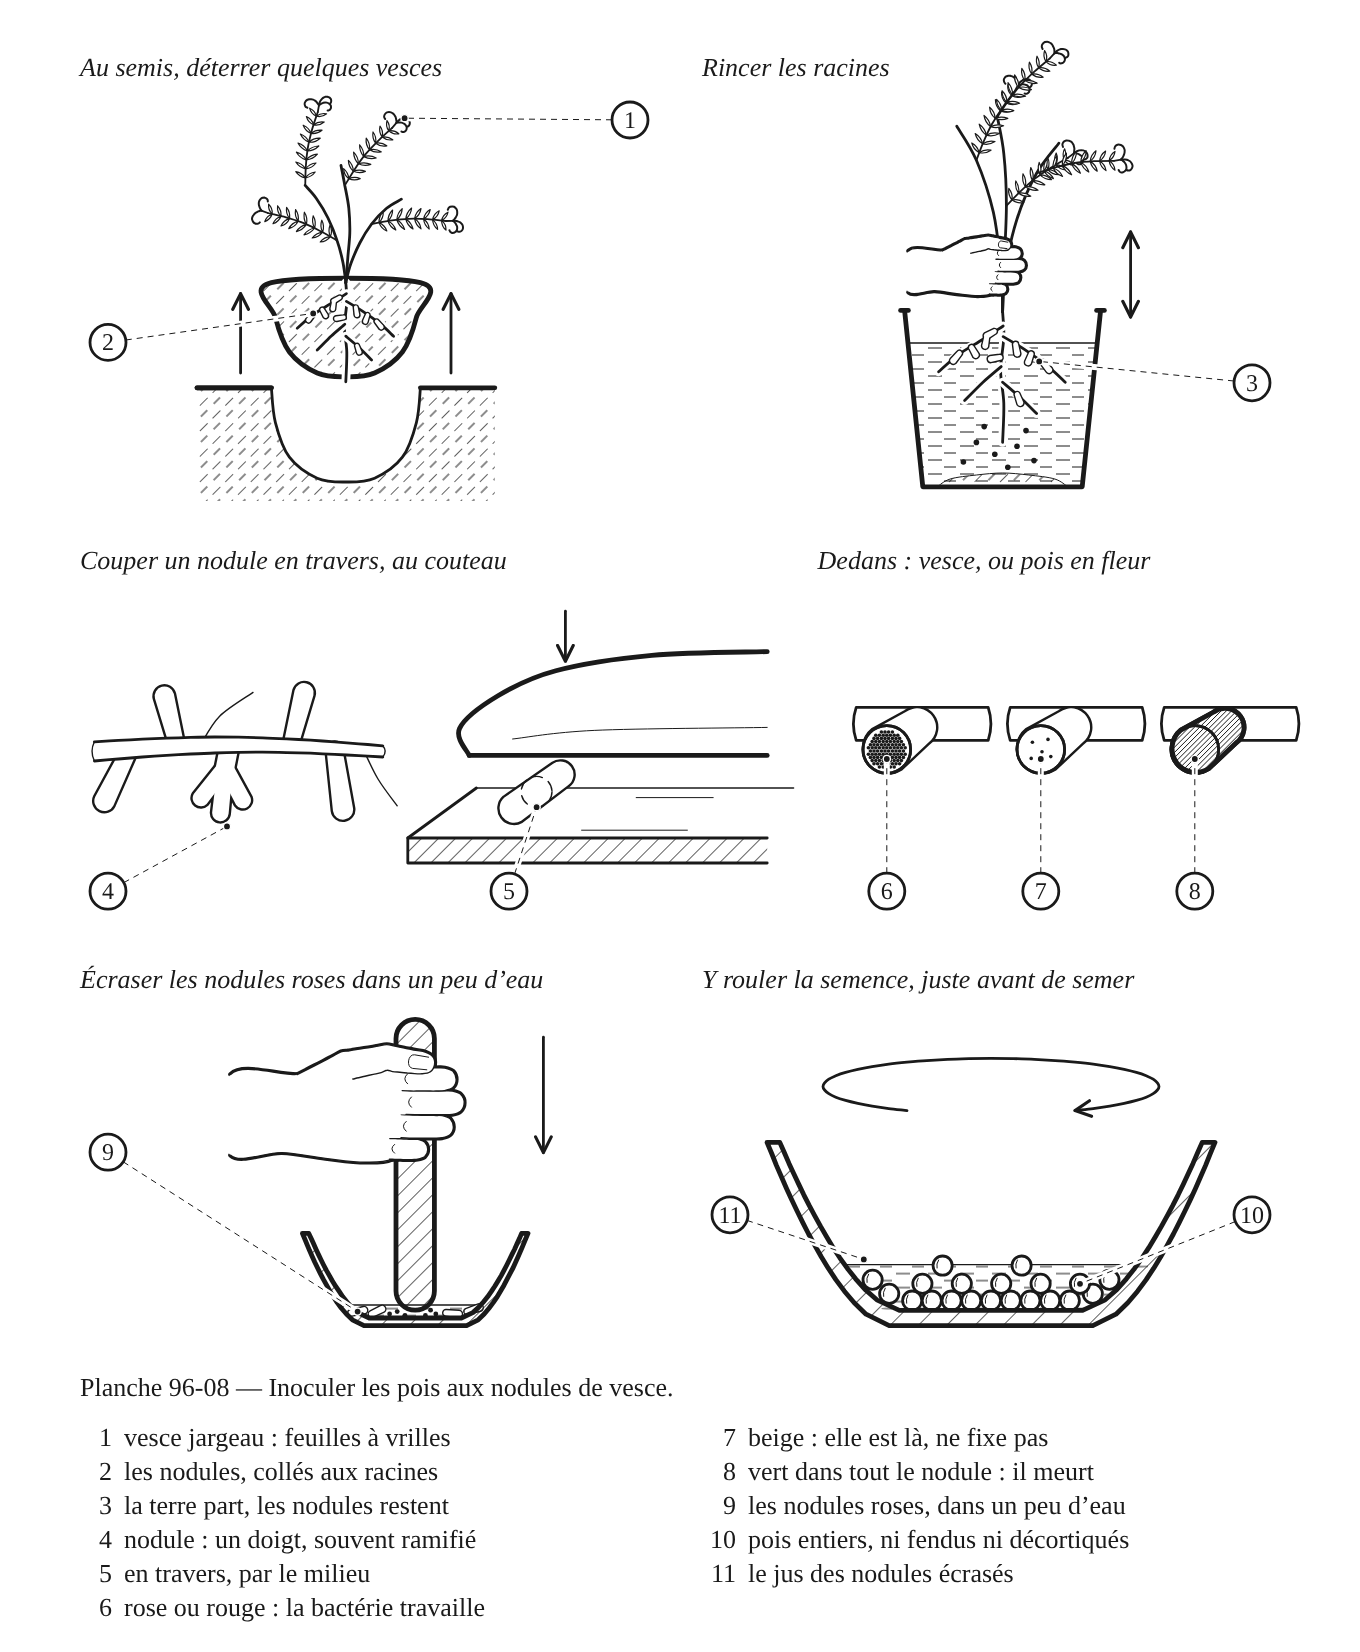 Au semis, déterrer quelques vesces
Rincer les racines
1
2
3
Couper un nodule en travers, au couteau
Dedans : vesce, ou pois en fleur
4
5
6
7
8
Écraser les nodules roses dans un peu d’eau
Y rouler la semence, juste avant de semer
9
11
10
Planche 96-08 — Inoculer les pois aux nodules de vesce.
1 vesce jargeau : feuilles à vrilles
2 les nodules, collés aux racines
3 la terre part, les nodules restent
4 nodule : un doigt, souvent ramifié
5 en travers, par le milieu
6 rose ou rouge : la bactérie travaille
7 beige : elle est là, ne fixe pas
8 vert dans tout le nodule : il meurt
9 les nodules roses, dans un peu d’eau
10 pois entiers, ni fendus ni décortiqués
11 le jus des nodules écrasés